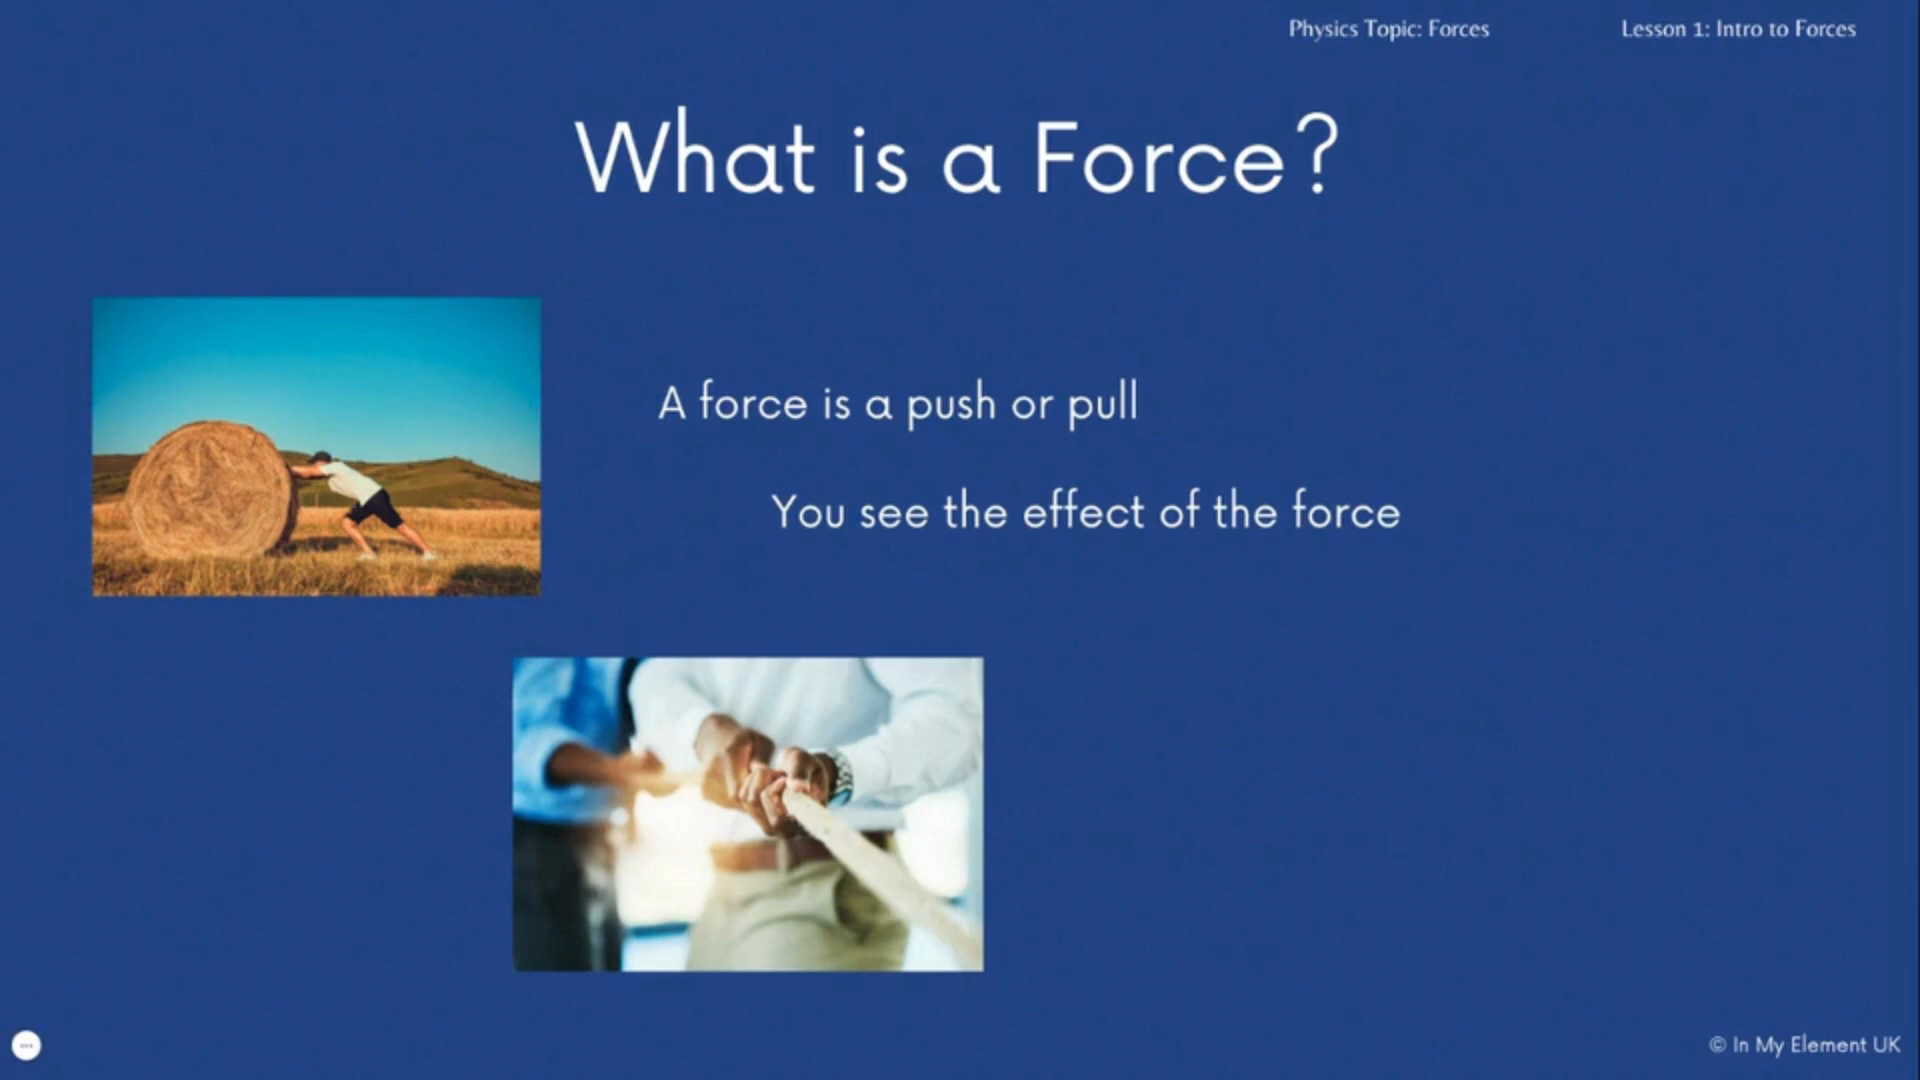 Physics Topic: Forces
Lesson 1: Intro to Forces
What is a Force?
A force is a push or pull
You see the effect of the force
© In My Element UK